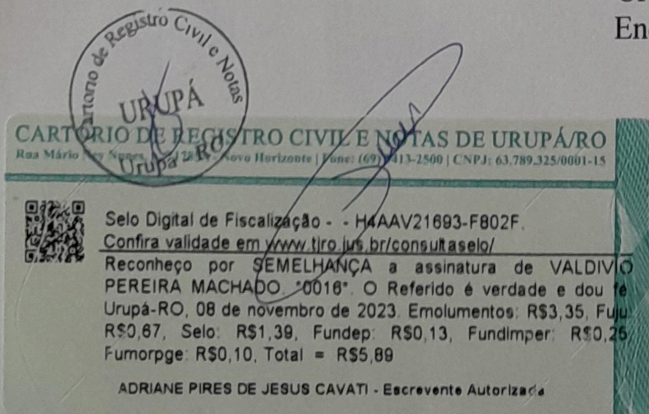 En
Cartório de Registro Civil e Notas
URUPÁ
Urupá - RO
CARTÓRIO DE REGISTRO CIVIL E NOTAS DE URUPÁ/RO
Rua Mário Novo Horizonte | Fone: (69) 413-2500 | CNPJ: 63.789.325/0001-15
Selo Digital de Fiscalização - - H4AAV21693-F802F.
Confira validade em www.tjro.jus.br/consultaselo/
Reconheço por SEMELHANÇA a assinatura de VALDIVIO
PEREIRA MACHADO. *0016*. O Referido é verdade e dou fé
Urupá-RO, 08 de novembro de 2023. Emolumentos: R$3,35, Fuju:
R$0,67, Selo: R$1,39, Fundep: R$0,13, Fundimper: R$0,25
Fumorpge: R$0,10, Total = R$5,89
ADRIANE PIRES DE JESUS CAVATI - Escrevente Autorizada